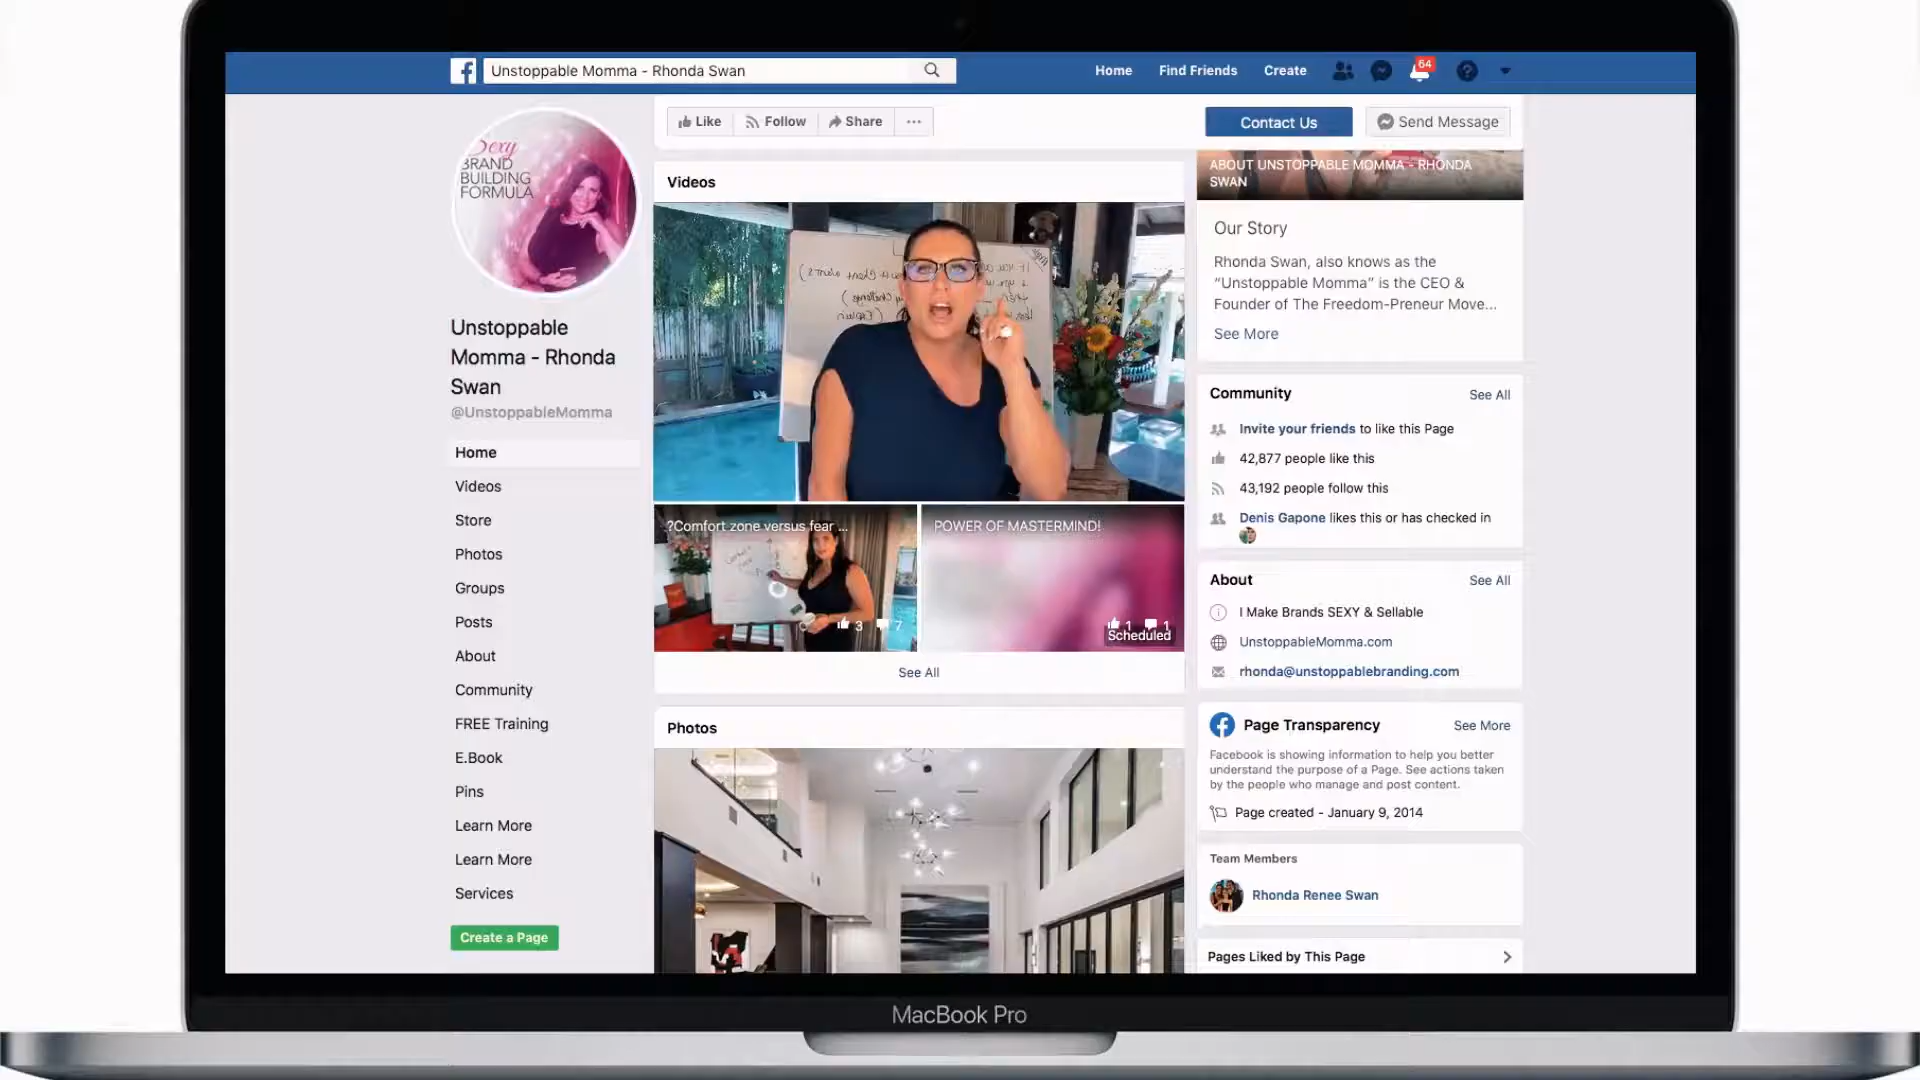 Unstoppable Momma - Rhonda Swan
Home
Find Friends
Create
64
Like
Follow
Share
Contact Us
Send Message
Sexy
BRAND
BUILDING
FORMULA
Unstoppable
Momma - Rhonda
Swan
@UnstoppableMomma
Home
Videos
Store
Photos
Groups
Posts
About
Community
FREE Training
E.Book
Pins
Learn More
Learn More
Services
Create a Page
Videos
?Comfort zone versus fear ...
3
7
POWER OF MASTERMIND!
1
1
Scheduled
See All
Photos
ABOUT UNSTOPPABLE MOMMA - RHONDA
SWAN
Our Story
Rhonda Swan, also knows as the
“Unstoppable Momma” is the CEO &
Founder of The Freedom-Preneur Move...
See More
Community
See All
Invite your friends to like this Page
42,877 people like this
43,192 people follow this
Denis Gapone likes this or has checked in
About
See All
I Make Brands SEXY & Sellable
UnstoppableMomma.com
rhonda@unstoppablebranding.com
Page Transparency
See More
Facebook is showing information to help you better
understand the purpose of a Page. See actions taken
by the people who manage and post content.
Page created - January 9, 2014
Team Members
Rhonda Renee Swan
Pages Liked by This Page
MacBook Pro